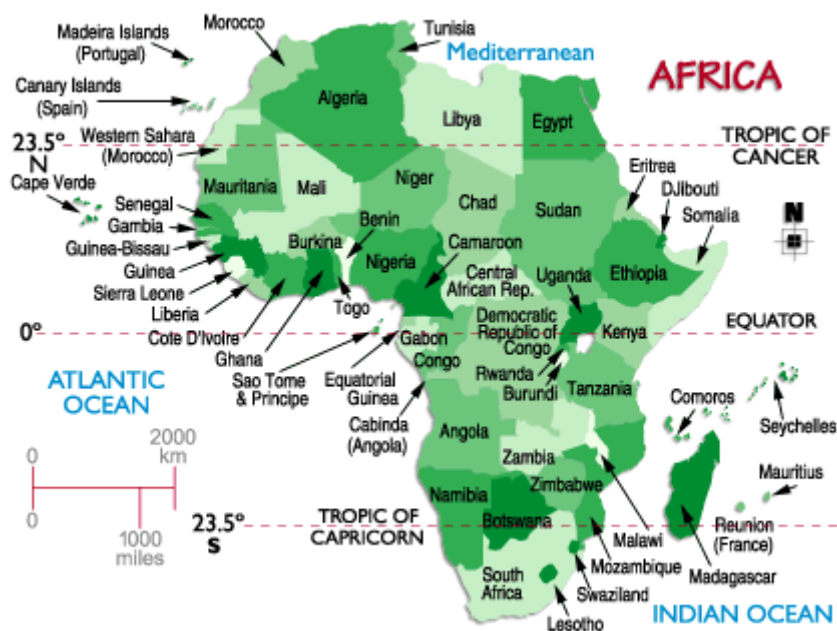 Madeira Islands
(Portugal)
Morocco
Tunisia
Mediterranean
AFRICA
Canary Islands
(Spain)
Algeria
Libya
Egypt
Western Sahara
(Morocco)
23.5°
N
TROPIC OF
CANCER
Cape Verde
Mauritania
Mali
Niger
Chad
Sudan
Eritrea
DJibouti
Somalia
N
Senegal
Gambia
Guinea-Bissau
Guinea
Sierra Leone
Liberia
Cote D'Ivoire
Ghana
Burkina
Benin
Togo
Nigeria
Camaroon
Central
African Rep.
Uganda
Ethiopia
0°
EQUATOR
Sao Tome
& Principe
Equatorial
Guinea
Gabon
Congo
Democratic
Republic of
Congo
Kenya
Rwanda
Burundi
Tanzania
Cabinda
(Angola)
ATLANTIC
OCEAN
Comoros
Seychelles
Angola
Zambia
Mauritius
2000
km
0
0
1000
miles
Namibia
Zimbabwe
Botswana
23.5°
S
TROPIC OF
CAPRICORN
Malawi
Mozambique
Reunion
(France)
Madagascar
South
Africa
Swaziland
Lesotho
INDIAN OCEAN